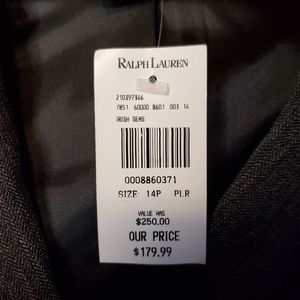 RALPH LAUREN
210397346
7851 60000 8601 003 14
IRISH SEAS
0008860371
SIZE: 14P PLR
VALUE WAS
$250.00
OUR PRICE
$179.99